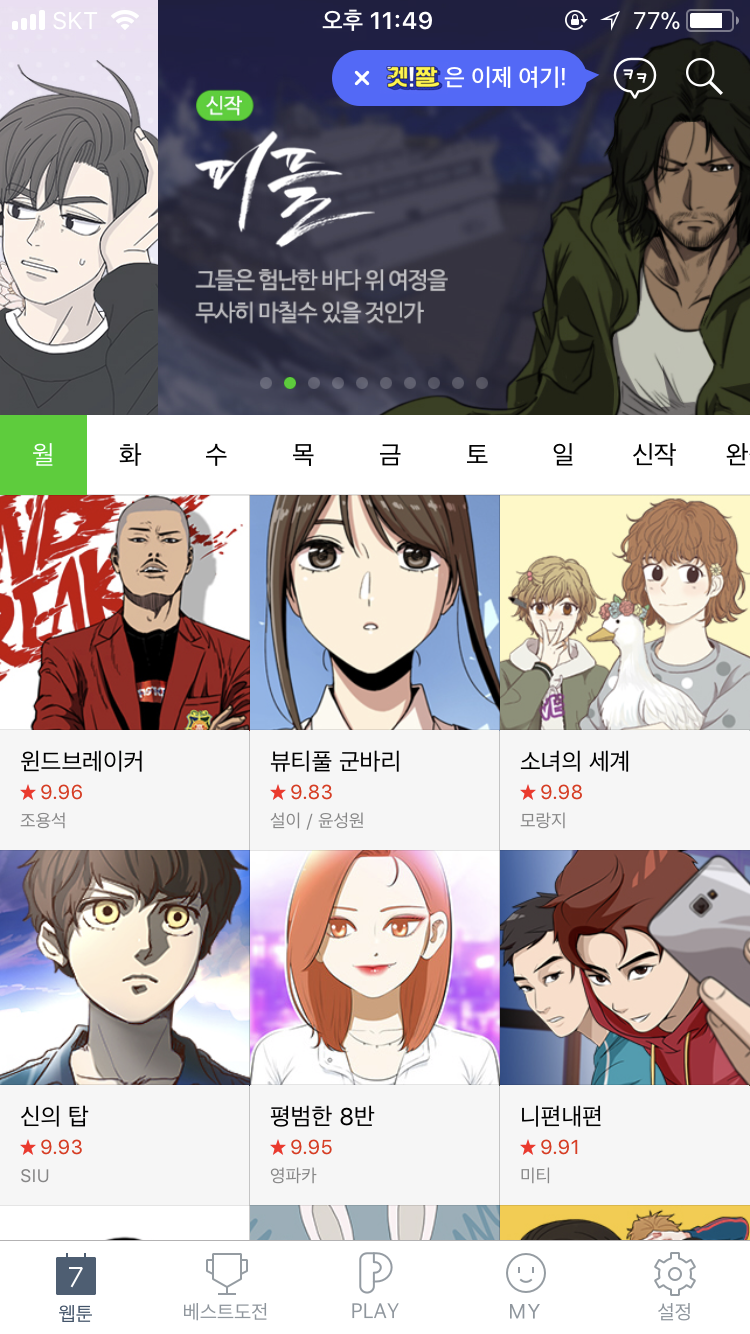 SKT 오후 11:49 77%
× 겟!짤 은 이제 여기! ㅋㅋ
신작
피플
그들은 험난한 바다 위 여정을
무사히 마칠수 있을 것인가
월 화 수 목 금 토 일 신작 완
윈드브레이커 뷰티풀 군바리 소녀의 세계
★ 9.96 ★ 9.83 ★ 9.98
조용석 설이 / 윤성원 모랑지
신의 탑 평범한 8반 니편내편
★ 9.93 ★ 9.95 ★ 9.91
SIU 영파카 미티
7
웹툰 베스트도전 PLAY MY 설정